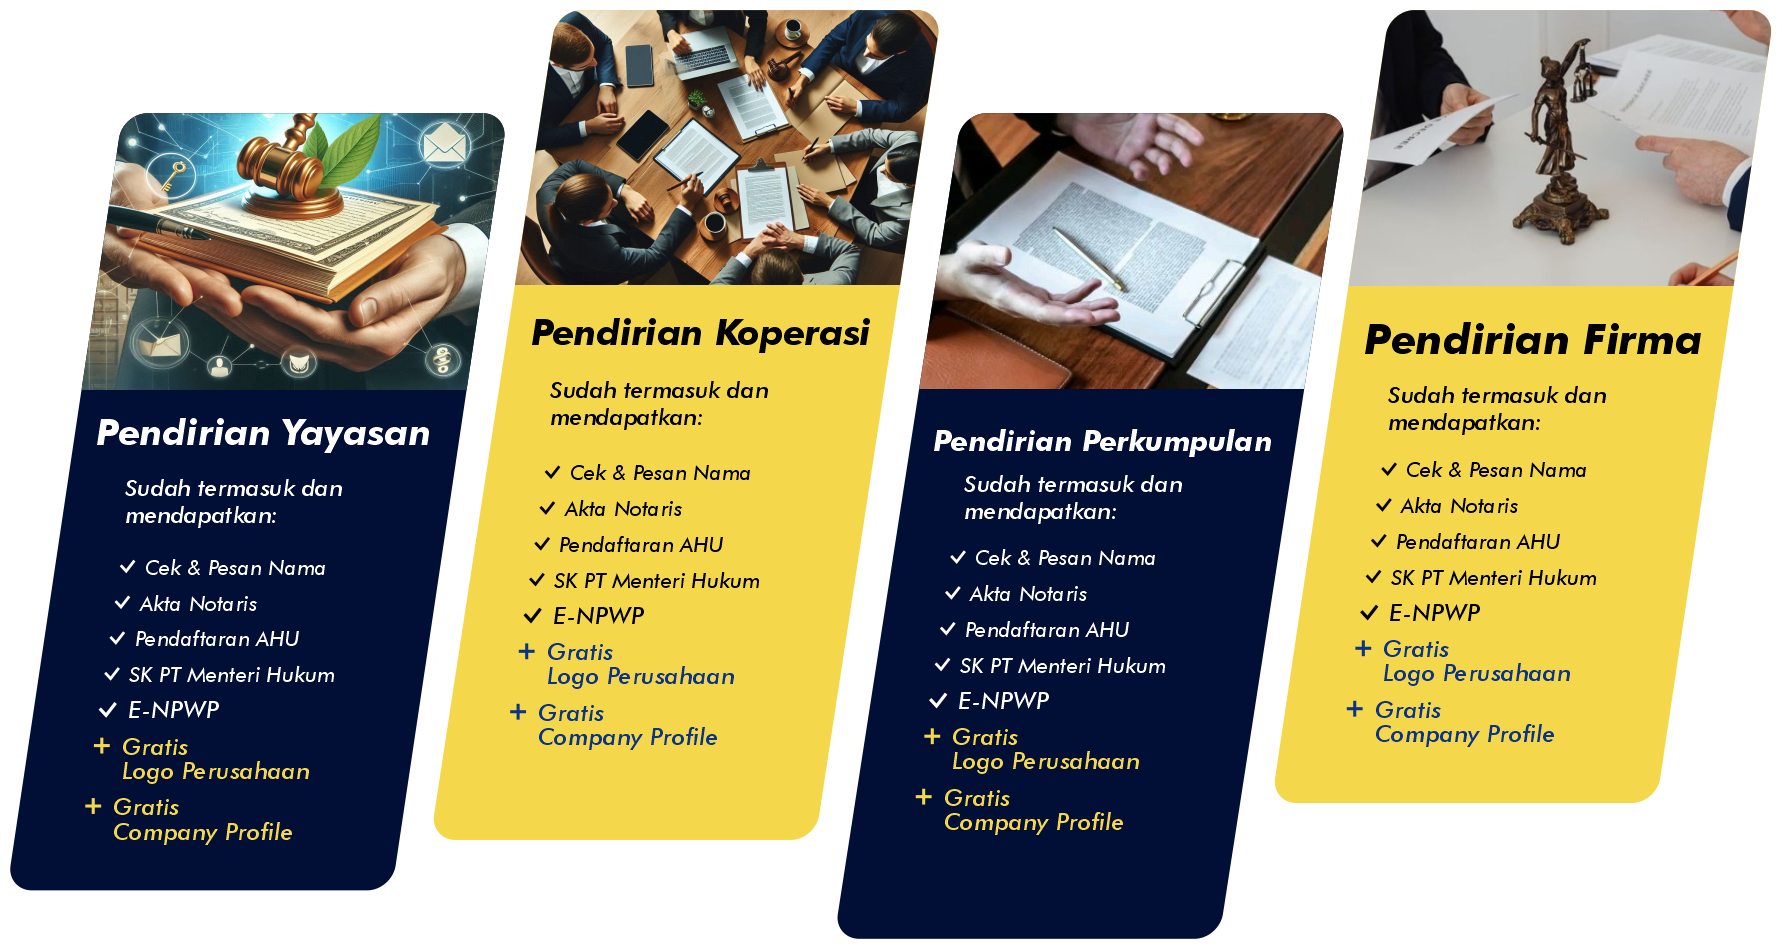 Pendirian Yayasan
Sudah termasuk dan
mendapatkan:
Cek & Pesan Nama
Akta Notaris
Pendaftaran AHU
SK PT Menteri Hukum
E-NPWP
+ Gratis
Logo Perusahaan
+ Gratis
Company Profile
Pendirian Koperasi
Sudah termasuk dan
mendapatkan:
Cek & Pesan Nama
Akta Notaris
Pendaftaran AHU
SK PT Menteri Hukum
E-NPWP
+ Gratis
Logo Perusahaan
+ Gratis
Company Profile
Pendirian Perkumpulan
Sudah termasuk dan
mendapatkan:
Cek & Pesan Nama
Akta Notaris
Pendaftaran AHU
SK PT Menteri Hukum
E-NPWP
+ Gratis
Logo Perusahaan
+ Gratis
Company Profile
Pendirian Firma
Sudah termasuk dan
mendapatkan:
Cek & Pesan Nama
Akta Notaris
Pendaftaran AHU
SK PT Menteri Hukum
E-NPWP
+ Gratis
Logo Perusahaan
+ Gratis
Company Profile